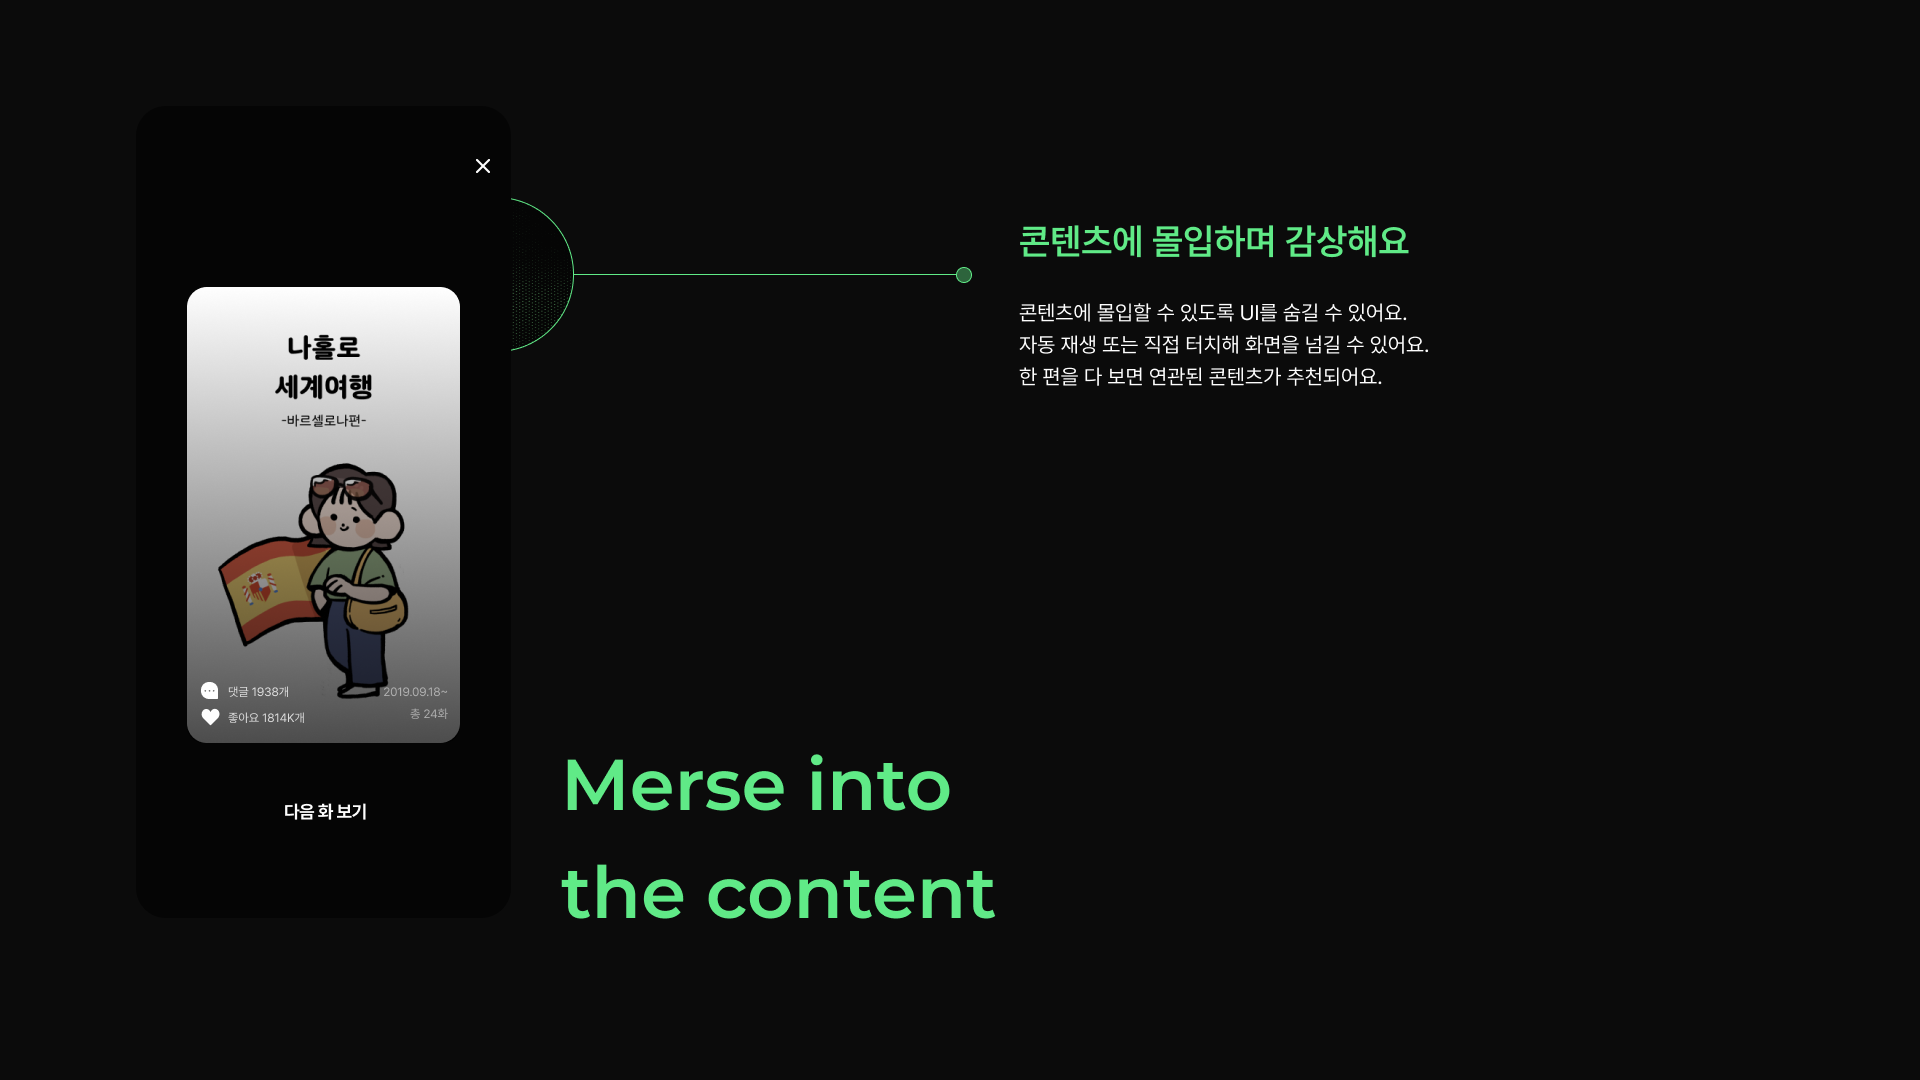 나홀로
세계여행
-바르셀로나편-
댓글 1938개
좋아요 1814K개
2019.09.18~
총 24화
다음 화 보기
콘텐츠에 몰입하며 감상해요
콘텐츠에 몰입할 수 있도록 UI를 숨길 수 있어요.
자동 재생 또는 직접 터치해 화면을 넘길 수 있어요.
한 편을 다 보면 연관된 콘텐츠가 추천되어요.
Merse into
the content